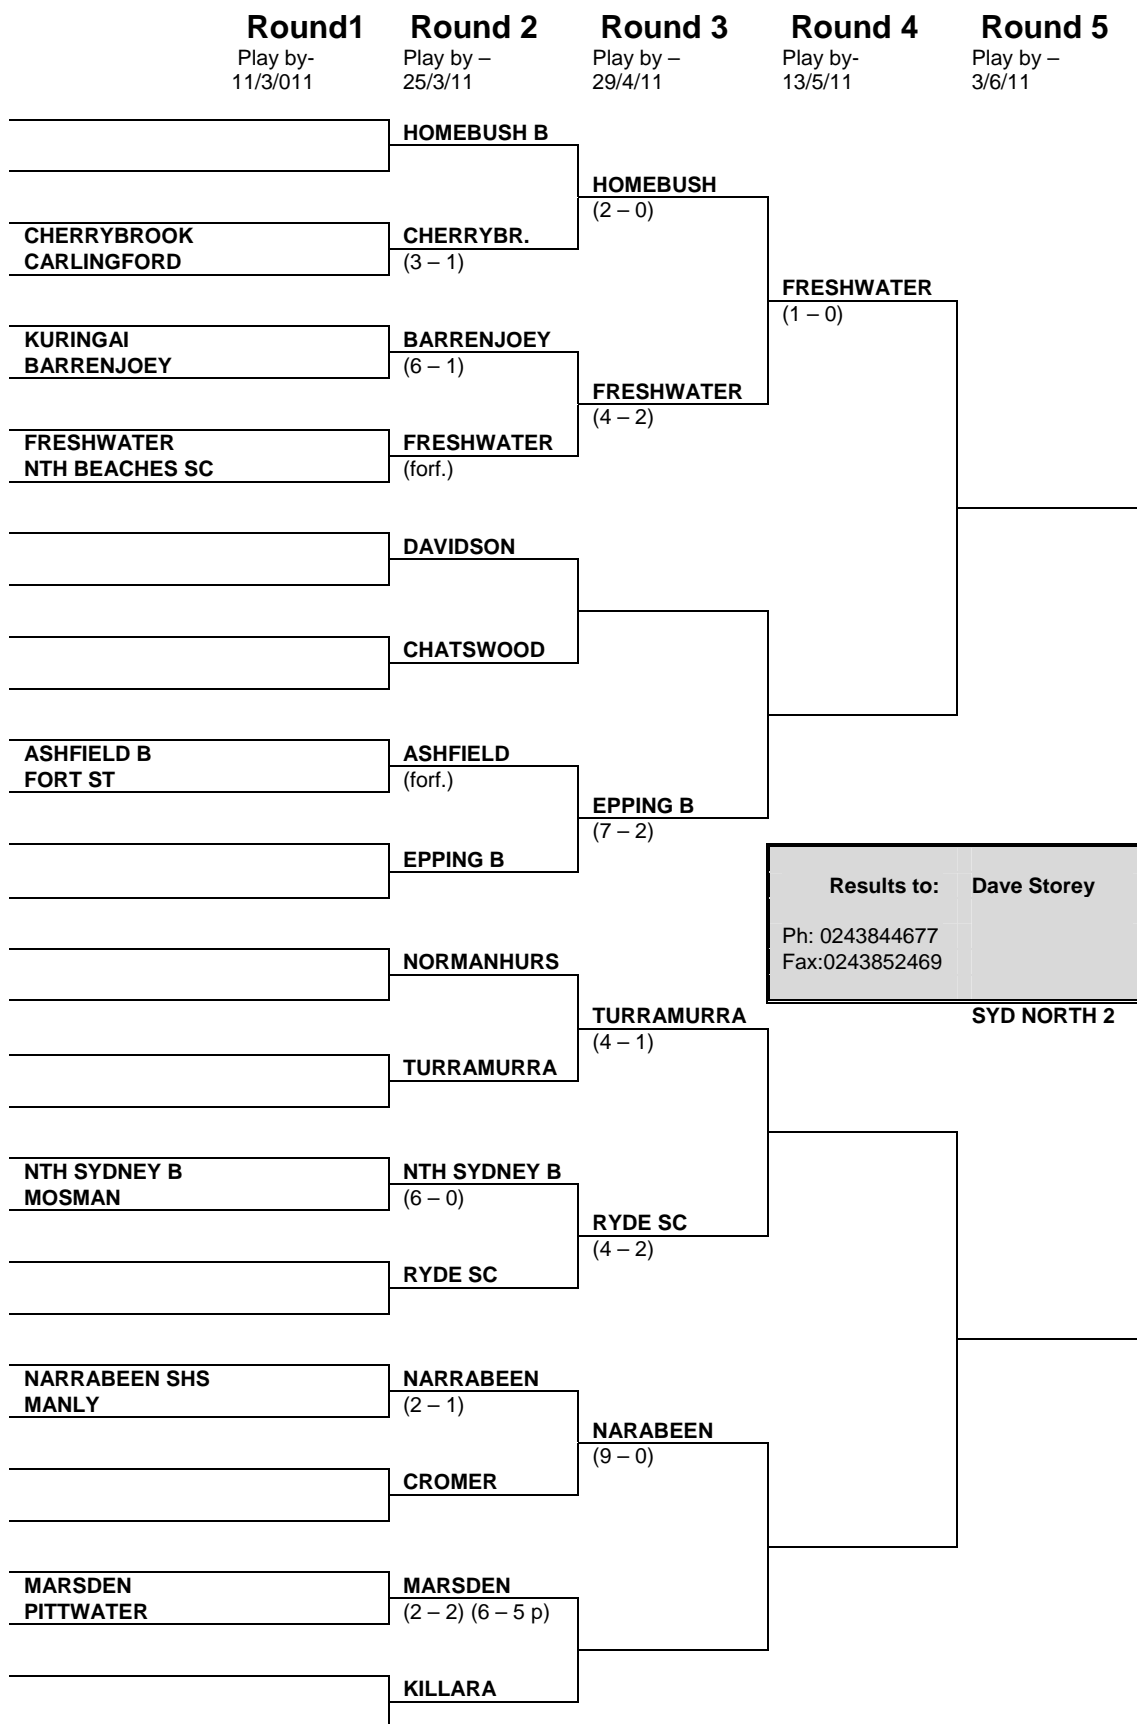 Round1 Round 2 Round 3 Round 4 Round 5
Play by- Play by – Play by – Play by- Play by –
11/3/011 25/3/11 29/4/11 13/5/11 3/6/11
HOMEBUSH B
HOMEBUSH
(2 – 0)
CHERRYBROOK CHERRYBR.
CARLINGFORD (3 – 1)
FRESHWATER
(1 – 0)
KURINGAI BARRENJOEY
BARRENJOEY (6 – 1)
FRESHWATER
(4 – 2)
FRESHWATER FRESHWATER
NTH BEACHES SC (forf.)
DAVIDSON
CHATSWOOD
ASHFIELD B ASHFIELD
FORT ST (forf.)
EPPING B
(7 – 2)
EPPING B
Results to: Dave Storey
Ph: 0243844677
Fax:0243852469
NORMANHURS
TURRAMURRA SYD NORTH 2
(4 – 1)
TURRAMURRA
NTH SYDNEY B NTH SYDNEY B
MOSMAN (6 – 0)
RYDE SC
(4 – 2)
RYDE SC
NARRABEEN SHS NARRABEEN
MANLY (2 – 1)
NARABEEN
(9 – 0)
CROMER
MARSDEN MARSDEN
PITTWATER (2 – 2) (6 – 5 p)
KILLARA